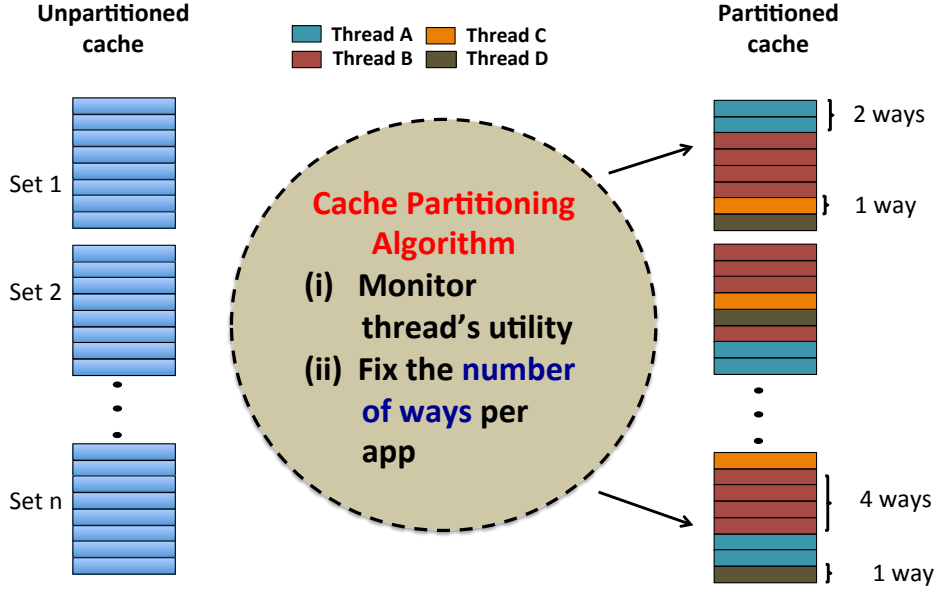 Unpartitioned
cache
Thread A
Thread C
Thread B
Thread D
Partitioned
cache
Set 1
Set 2
Set n
Cache Partitioning
Algorithm
(i) Monitor
thread's utility
(ii) Fix the number
of ways per
app
2 ways
1 way
4 ways
1 way